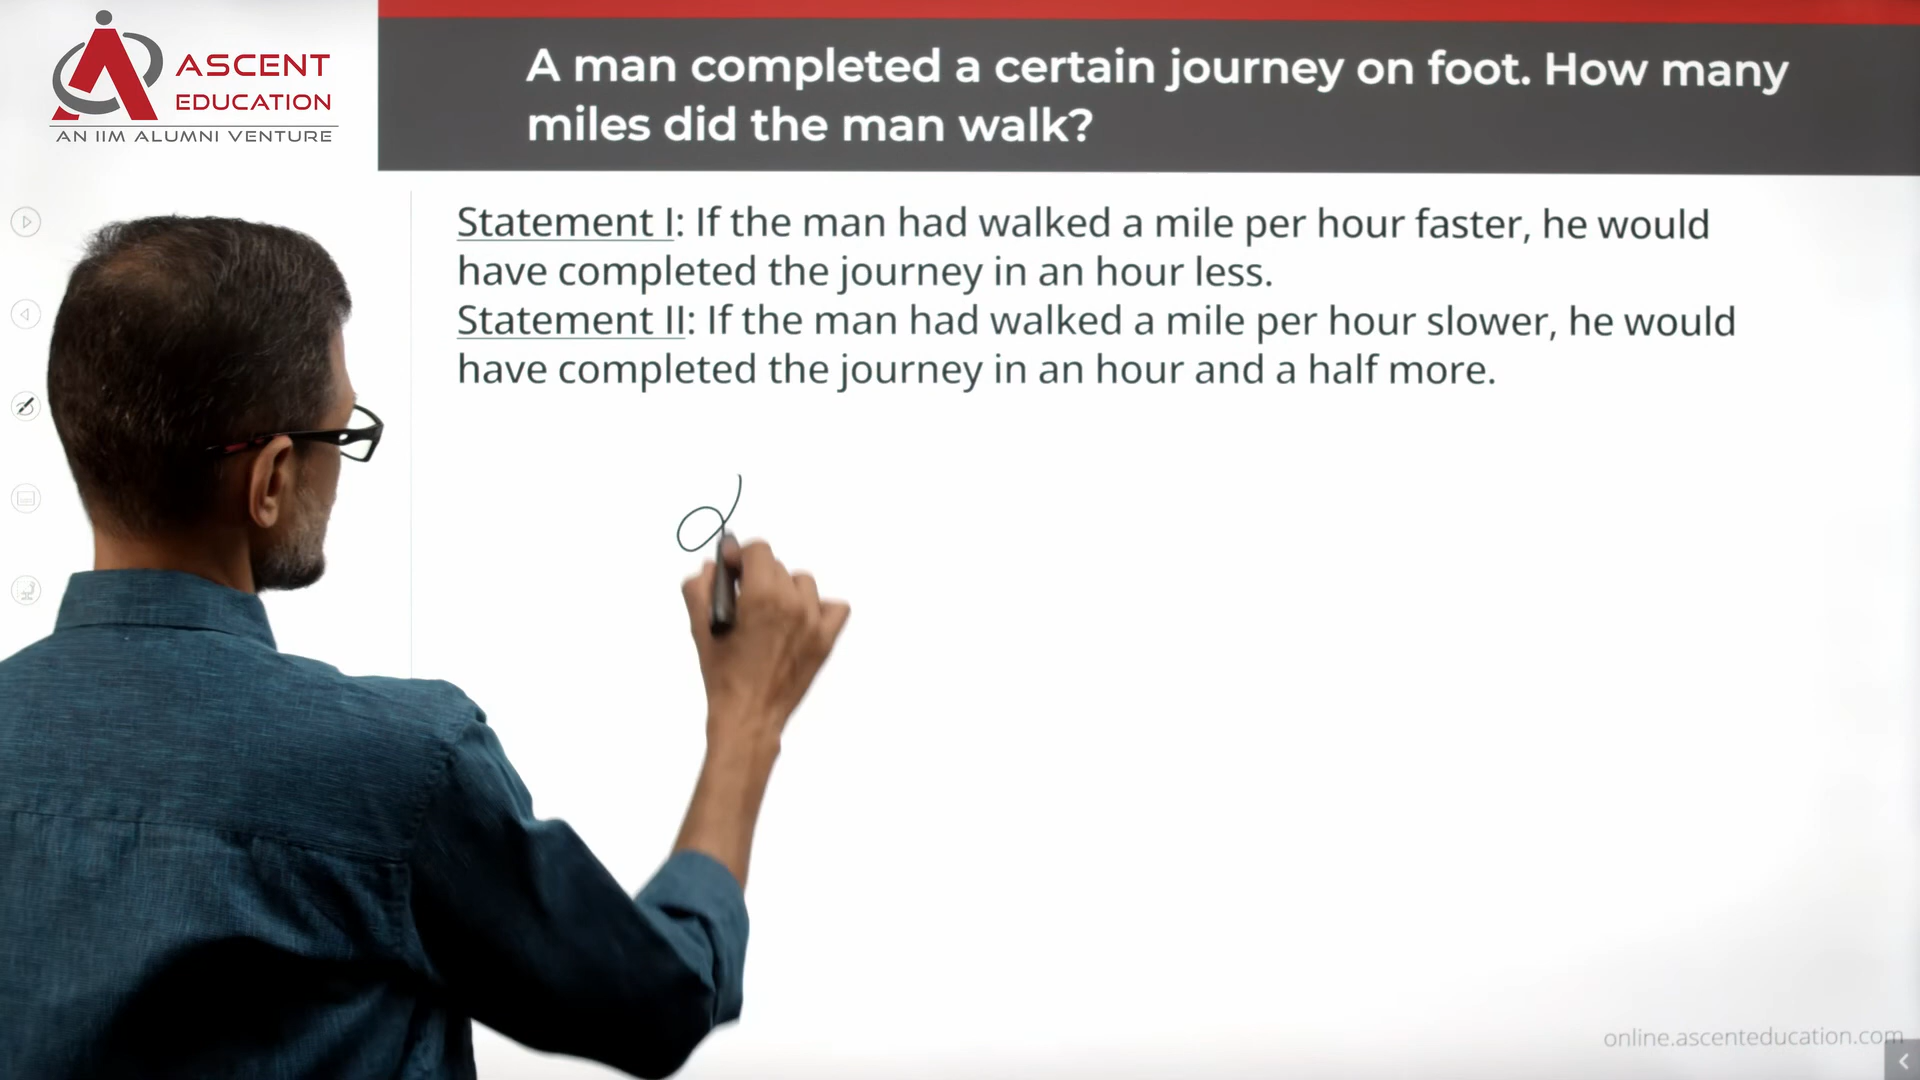 ASCENT
EDUCATION
AN IIM ALUMNI VENTURE
A man completed a certain journey on foot. How many
miles did the man walk?
Statement I: If the man had walked a mile per hour faster, he would
have completed the journey in an hour less.
Statement II: If the man had walked a mile per hour slower, he would
have completed the journey in an hour and a half more.
online.ascenteducation.com